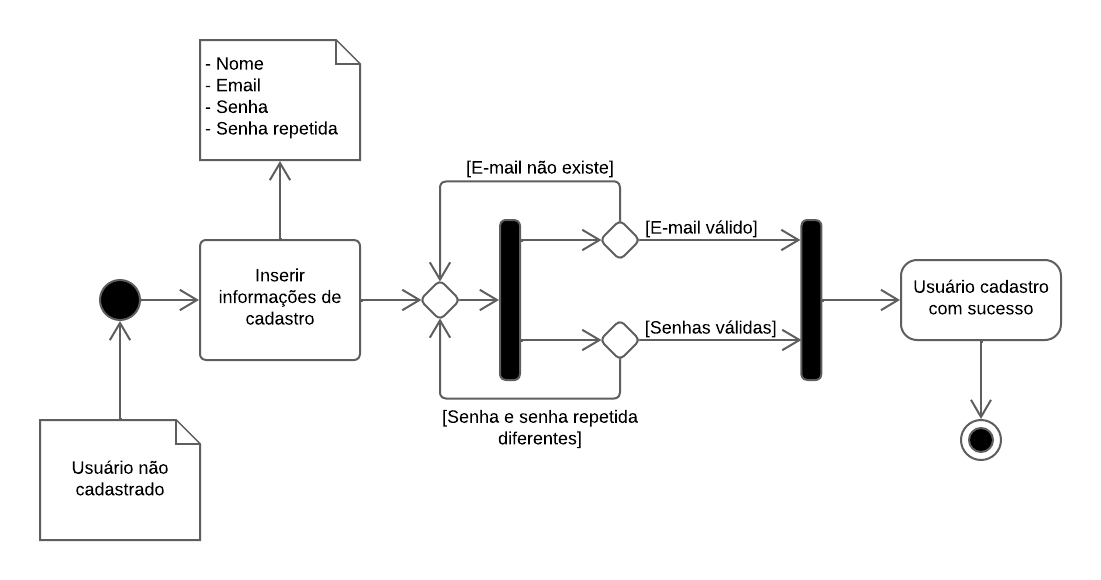 - Nome
- Email
- Senha
- Senha repetida
[E-mail não existe]
[E-mail válido]
Inserir
informações de
cadastro
Usuário cadastro
com sucesso
[Senhas válidas]
[Senha e senha repetida
diferentes]
Usuário não
cadastrado